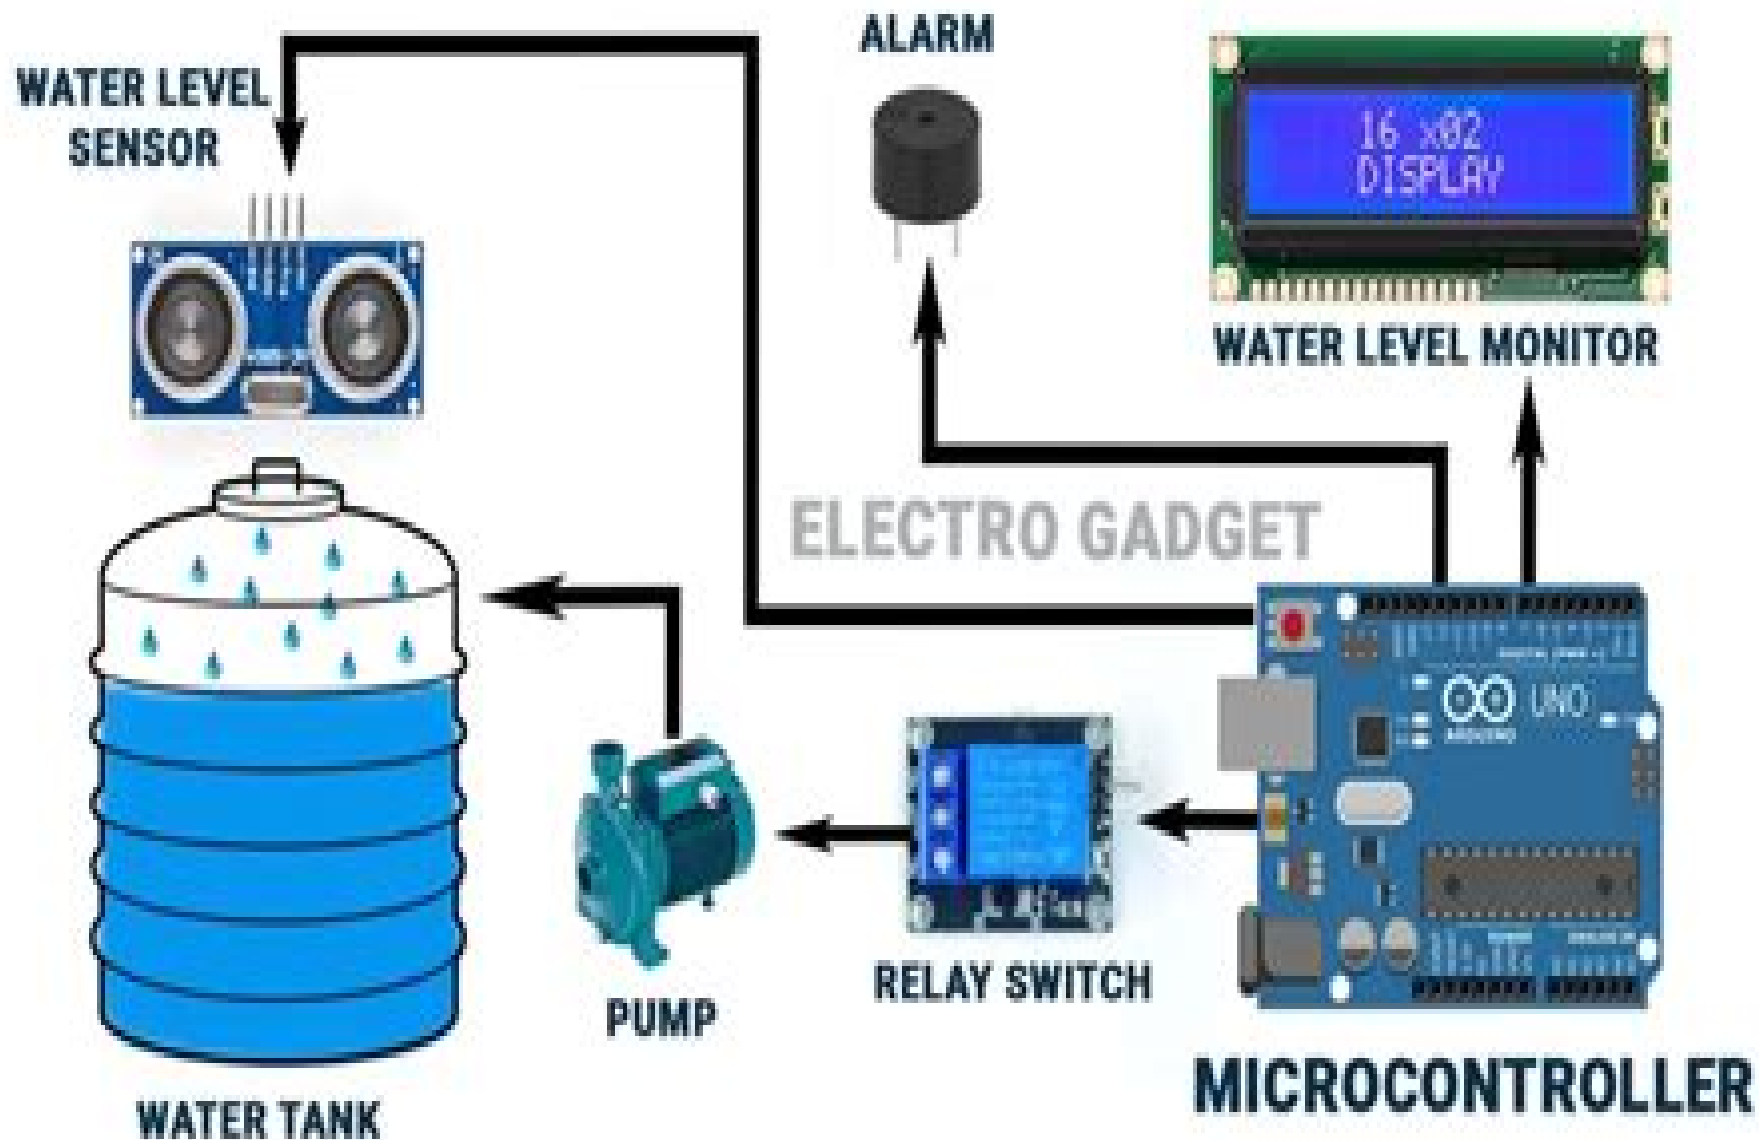 ALARM
WATER LEVEL
SENSOR
16 x02
DISPLAY
WATER LEVEL MONITOR
ELECTRO GADGET
UNO
ARDUINO
RELAY SWITCH
PUMP
MICROCONTROLLER
WATER TANK